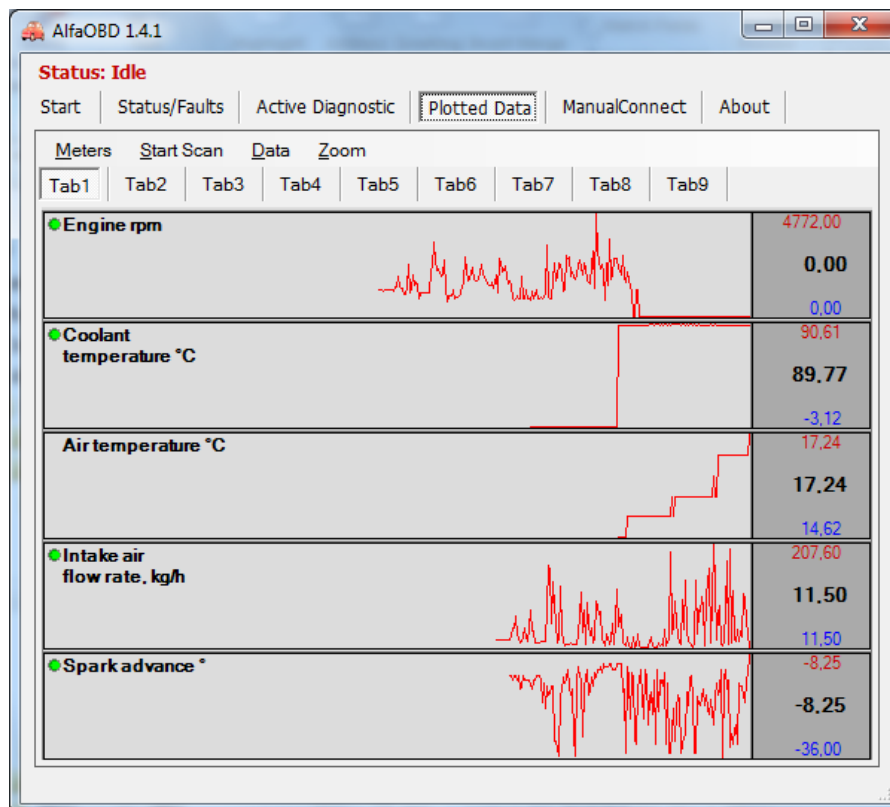 AlfaOBD 1.4.1
Status: Idle
Start Status/Faults Active Diagnostic Plotted Data ManualConnect About
Meters Start Scan Data Zoom
Tab1 Tab2 Tab3 Tab4 Tab5 Tab6 Tab7 Tab8 Tab9
Engine rpm
4772,00
0,00
0,00
Coolant
temperature °C
90,61
89,77
-3,12
Air temperature °C
17,24
17,24
14,62
Intake air
flow rate, kg/h
207,60
11,50
11,50
Spark advance °
-8,25
-8,25
-36,00